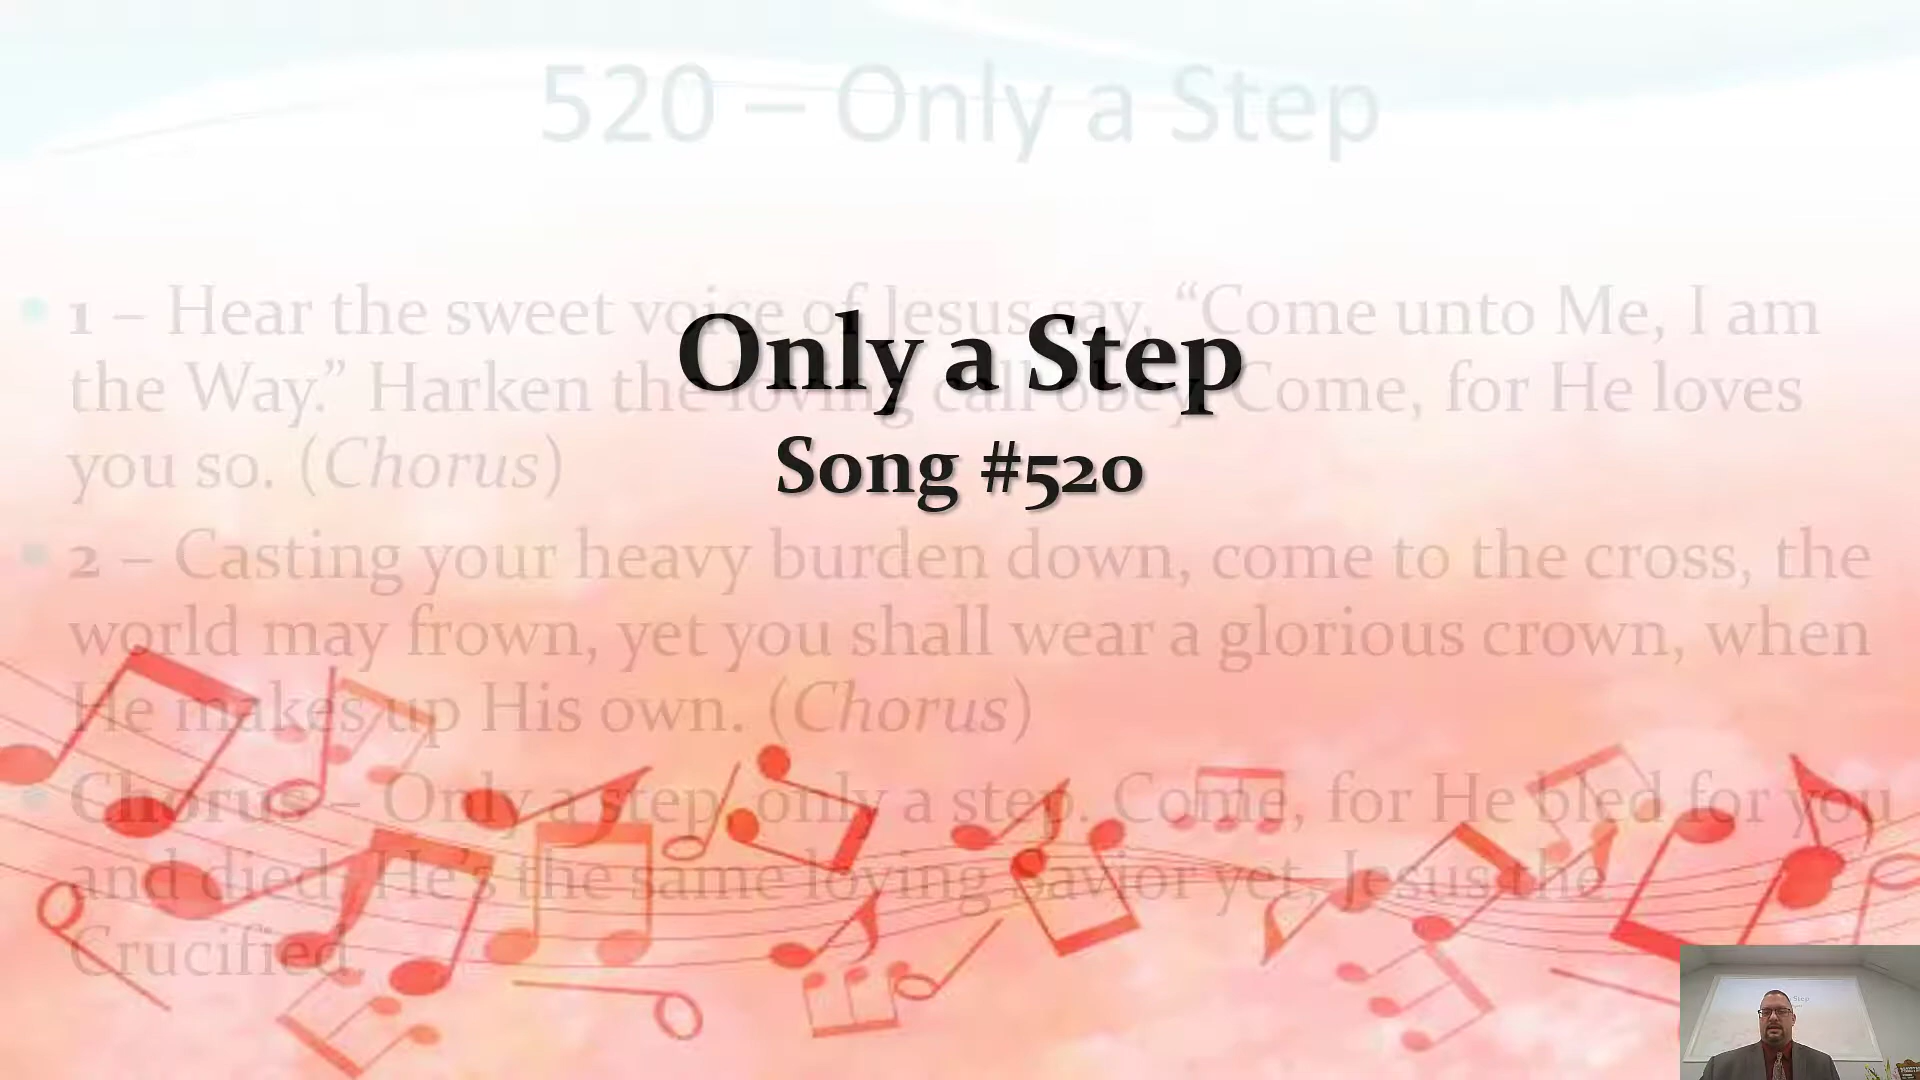 520 – Only a Step
Only a Step
Song #520
1 – Hear the sweet voice of Jesus say, “Come unto Me, I am
the Way.” Harken the loving call obey, Come, for He loves
you so. (Chorus)
2 – Casting your heavy burden down, come to the cross, the
world may frown, yet you shall wear a glorious crown, when
He makes up His own. (Chorus)
Chorus – Only a step, only a step. Come, for He bled for you
and died; He’s the same loving Savior yet, Jesus the
Crucified
Step